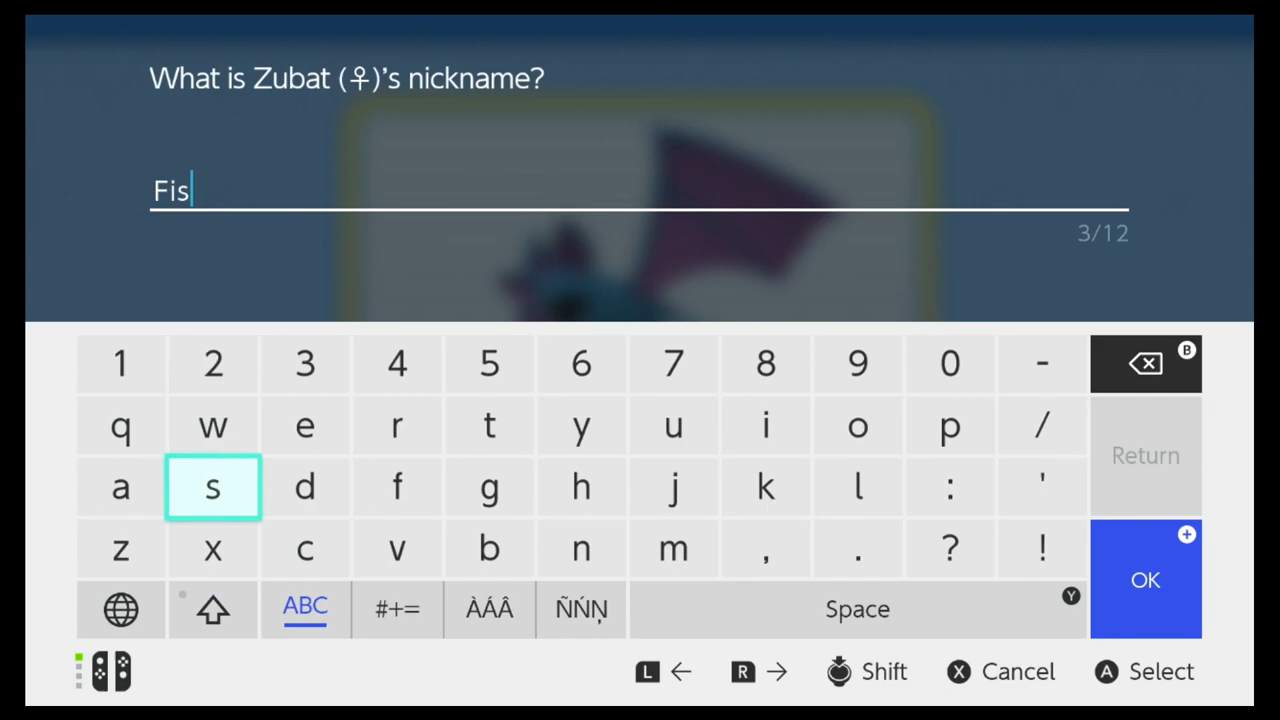 What is Zubat (♀)'s nickname?
Fis
3/12
1 2 3 4 5 6 7 8 9 0 - B
q w e r t y u i o p /
Return
a s d f g h j k l : '
z x c v b n m , . ? ! +
OK
ABC #+= ÀÁÂ ÑŃŅ Space Y
L ← R → Shift X Cancel A Select